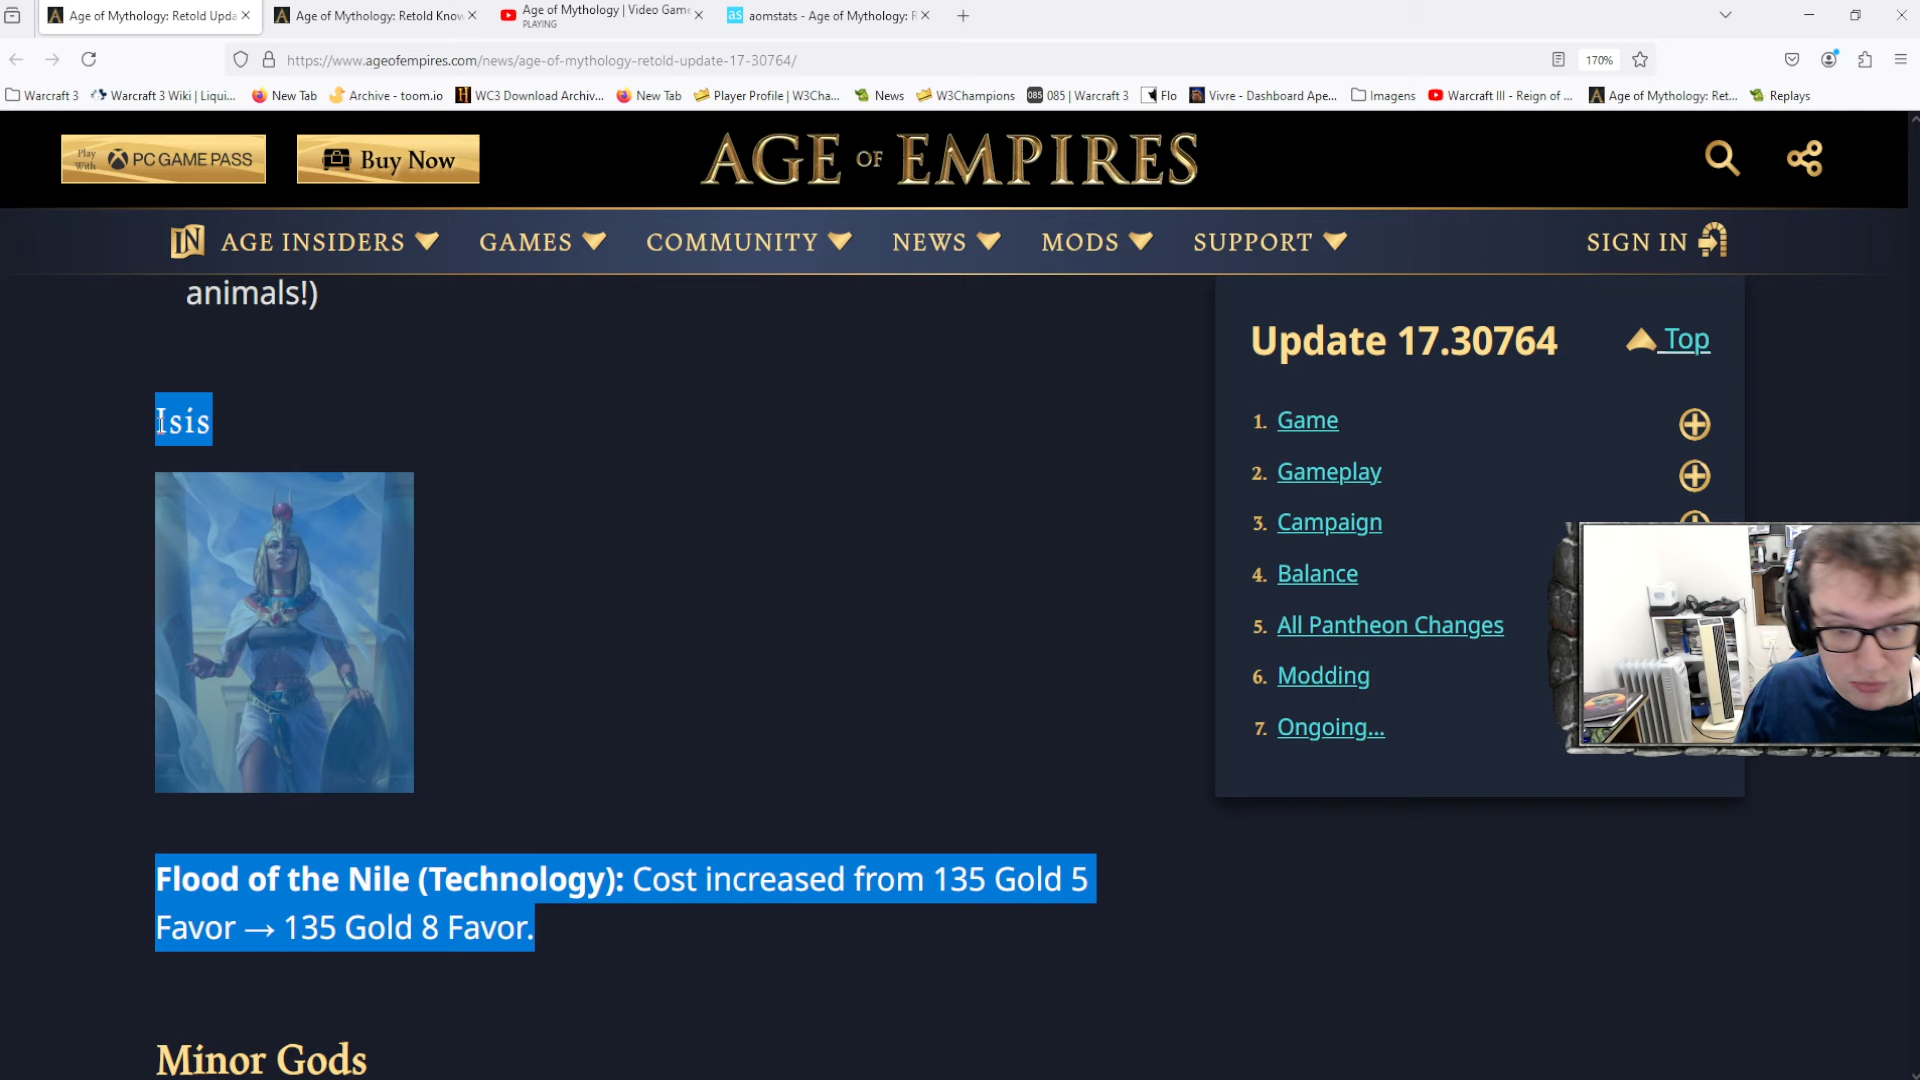 Age of Mythology: Retold Upda
Age of Mythology: Retold Know
Age of Mythology | Video Game
PLAYING
aomstats - Age of Mythology: R
https://www.ageofempires.com/news/age-of-mythology-retold-update-17-30764/
170%
Warcraft 3
Warcraft 3 Wiki | Liqui...
New Tab
Archive - toom.io
WC3 Download Archiv...
New Tab
Player Profile | W3Cha...
News
W3Champions
085 | Warcraft 3
Flo
Vivre - Dashboard Ape...
Imagens
Warcraft III - Reign of ...
Age of Mythology: Ret...
Replays
Play With PC GAME PASS
Buy Now
AGE OF EMPIRES
IN AGE INSIDERS
GAMES
COMMUNITY
NEWS
MODS
SUPPORT
SIGN IN
animals!)
Isis
Flood of the Nile (Technology): Cost increased from 135 Gold 5
Favor → 135 Gold 8 Favor.
Minor Gods
Update 17.30764
Top
1. Game
2. Gameplay
3. Campaign
4. Balance
5. All Pantheon Changes
6. Modding
7. Ongoing...